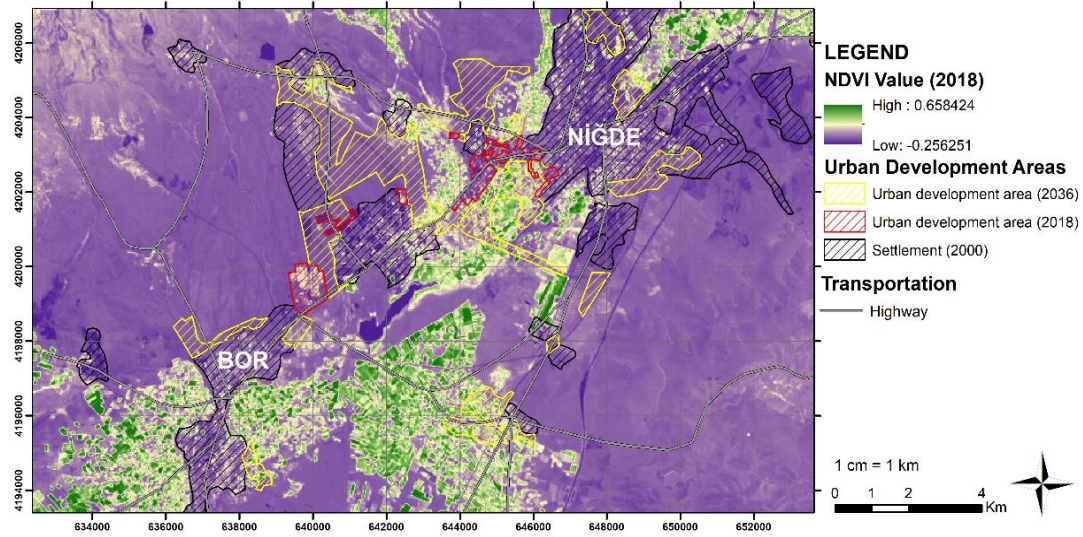 4206000
4204000
4202000
4200000
4198000
4196000
4194000
NİĞDE
BOR
634000 636000 638000 640000 642000 644000 646000 648000 650000 652000
LEGEND
NDVI Value (2018)
High : 0.658424
Low: -0.256251
Urban Development Areas
Urban development area (2036)
Urban development area (2018)
Settlement (2000)
Transportation
Highway
1 cm = 1 km
0 1 2 4
Km